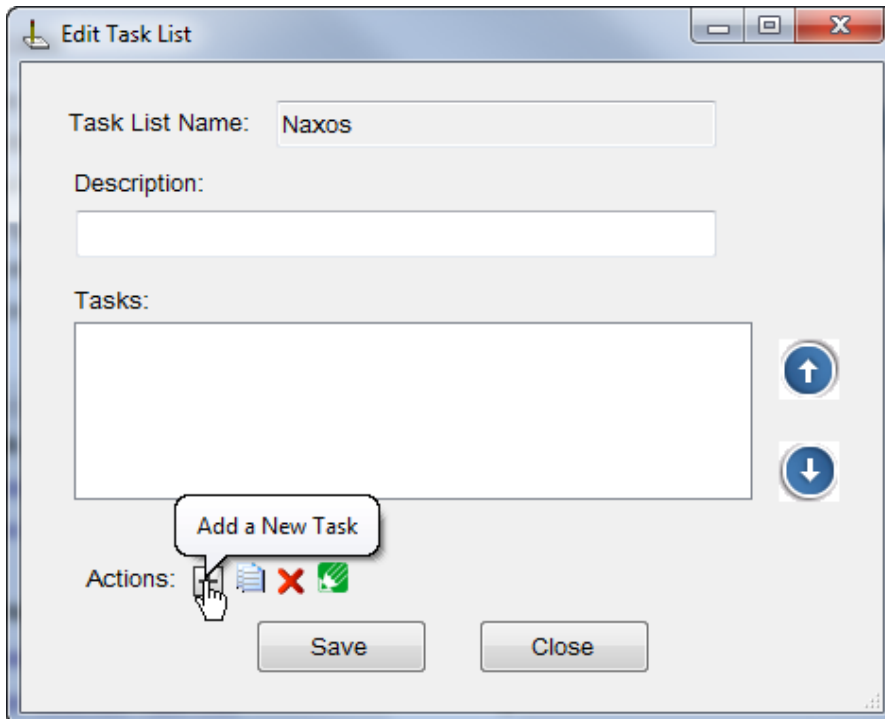 Edit Task List
Task List Name: Naxos
Description:
Tasks:
Add a New Task
Actions:
Save Close